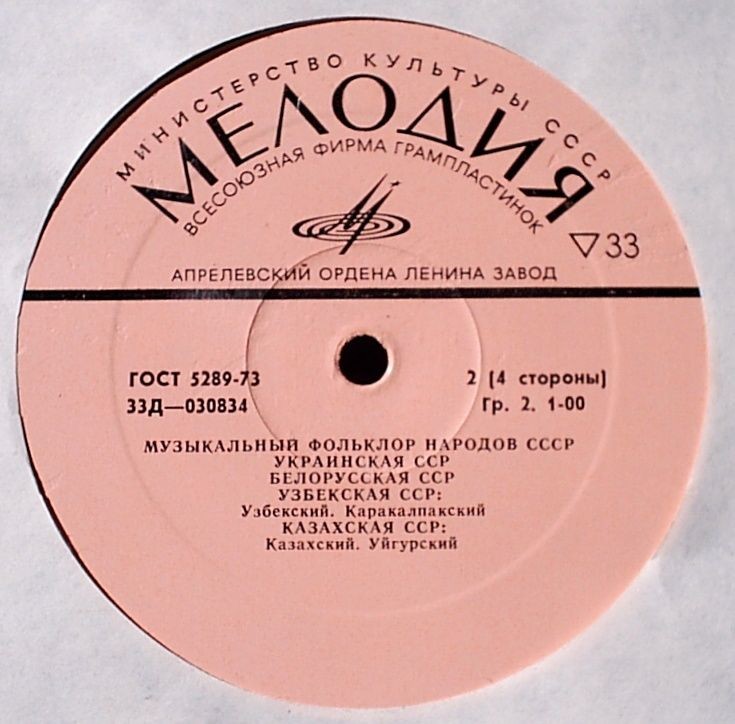 МИНИСТЕРСТВО КУЛЬТУРЫ СССР
МЕЛОДИЯ
ВСЕСОЮЗНАЯ ФИРМА ГРАМПЛАСТИНОК
▽33
АПРЕЛЕВСКИЙ ОРДЕНА ЛЕНИНА ЗАВОД
ГОСТ 5289-73 2 (4 стороны)
33Д—030834 Гр. 2. 1-00
МУЗЫКАЛЬНЫЙ ФОЛЬКЛОР НАРОДОВ СССР
УКРАИНСКАЯ ССР
БЕЛОРУССКАЯ ССР
УЗБЕКСКАЯ ССР:
Узбекский. Каракалпакский
КАЗАХСКАЯ ССР:
Казахский. Уйгурский